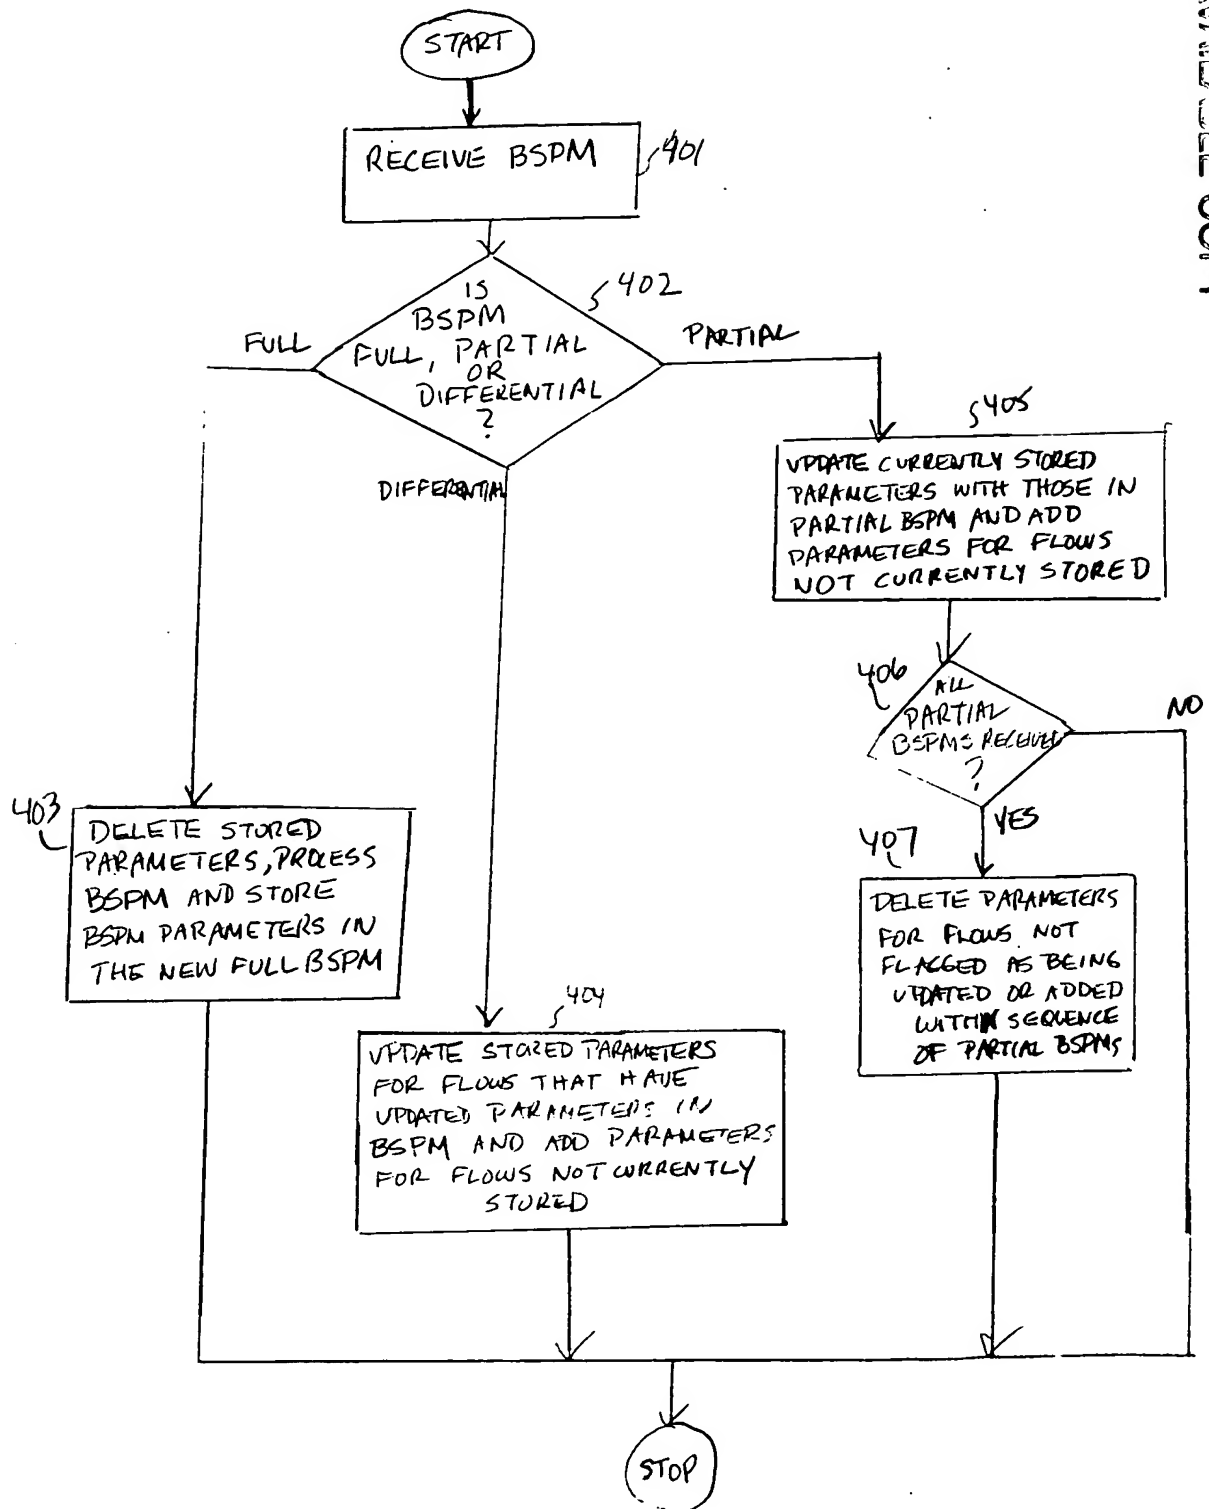 START
RECEIVE BSPM
401
IS
BSPM
FULL, PARTIAL
OR
DIFFERENTIAL
?
402
FULL
PARTIAL
DIFFERENTIAL
405
UPDATE CURRENTLY STORED
PARAMETERS WITH THOSE IN
PARTIAL BSPM AND ADD
PARAMETERS FOR FLOWS
NOT CURRENTLY STORED
406
ALL
PARTIAL
BSPMS RECEIVED
?
NO
YES
403
DELETE STORED
PARAMETERS, PROCESS
BSPM AND STORE
BSPM PARAMETERS IN
THE NEW FULL BSPM
407
DELETE PARAMETERS
FOR FLOWS NOT
FLAGGED AS BEING
UPDATED OR ADDED
WITHIN SEQUENCE
OF PARTIAL BSPMS
404
UPDATE STORED PARAMETERS
FOR FLOWS THAT HAVE
UPDATED PARAMETERS IN
BSPM AND ADD PARAMETERS
FOR FLOWS NOT CURRENTLY
STORED
STOP